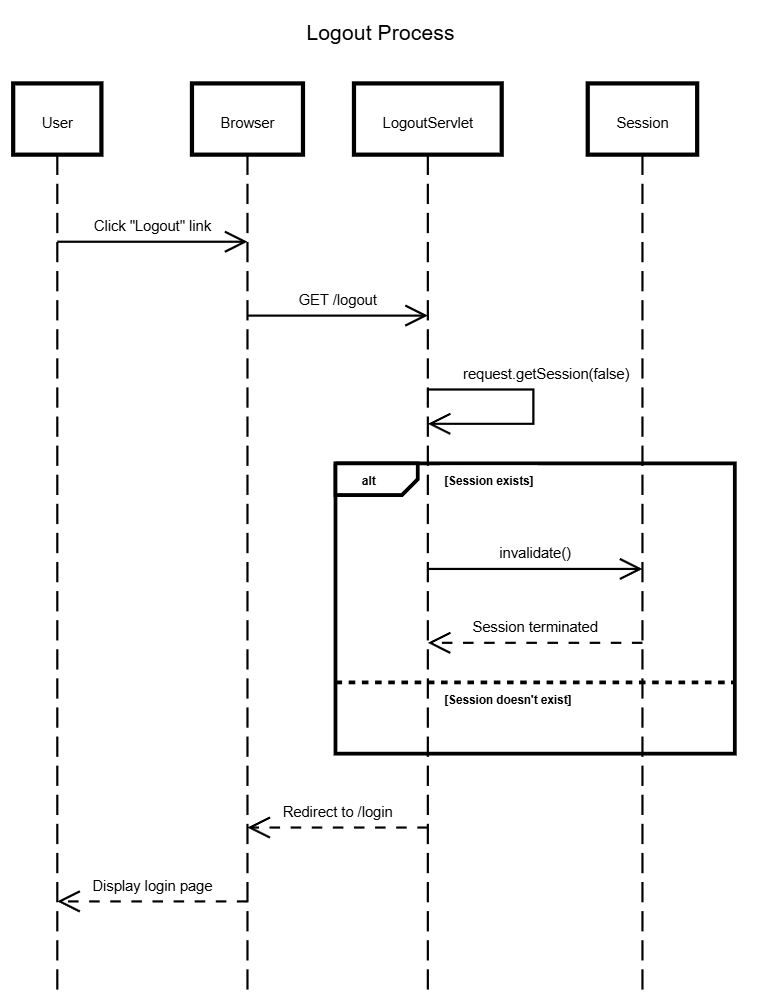 Logout Process
User
Browser
LogoutServlet
Session
Click "Logout" link
GET /logout
request.getSession(false)
alt
[Session exists]
invalidate()
Session terminated
[Session doesn't exist]
Redirect to /login
Display login page